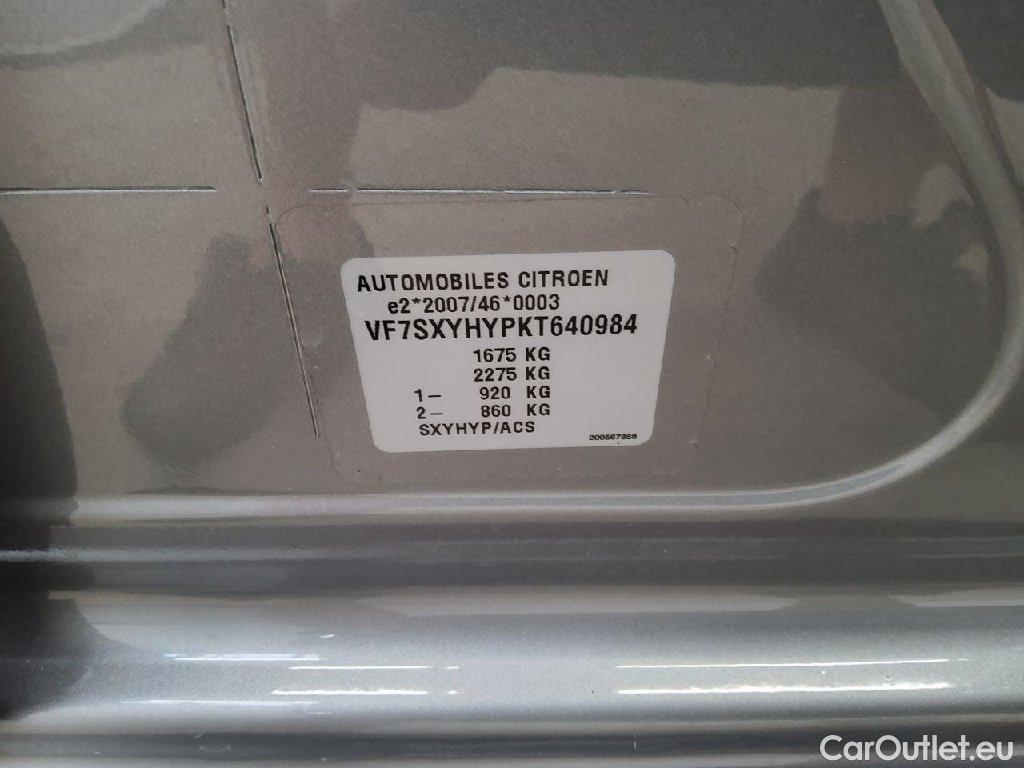 AUTOMOBILES CITROEN
e2*2007/46*0003
VF7SXYHYPKT640984
1675 KG
2275 KG
1- 920 KG
2- 860 KG
SXYHYP/ACS
CarOutlet.eu